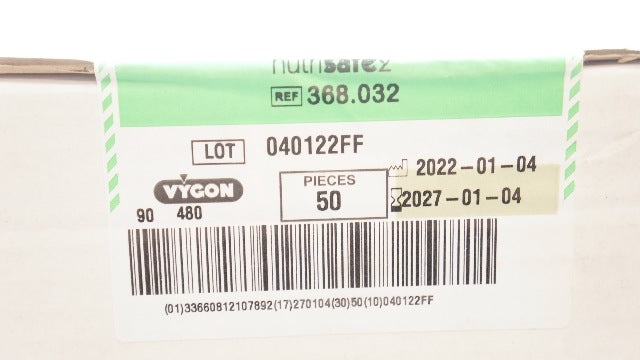 nutrisafe2
REF 368.032
LOT 040122FF
2022-01-04
VYGON
PIECES
50
2027-01-04
90 480
(01)33660812107892(17)270104(30)50(10)040122FF